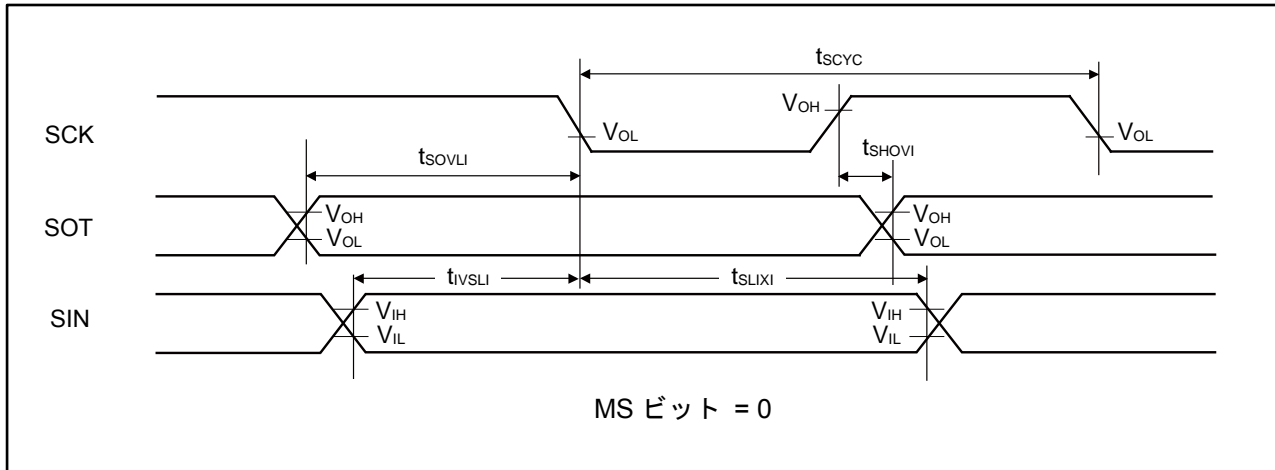 tSCYC
SCK
VOH
VOL
VOL
tSOVLI
tSHOVI
SOT
VOH
VOL
VOH
VOL
tIVSLI
tSLIXI
SIN
VIH
VIL
VIH
VIL
MS ビット = 0